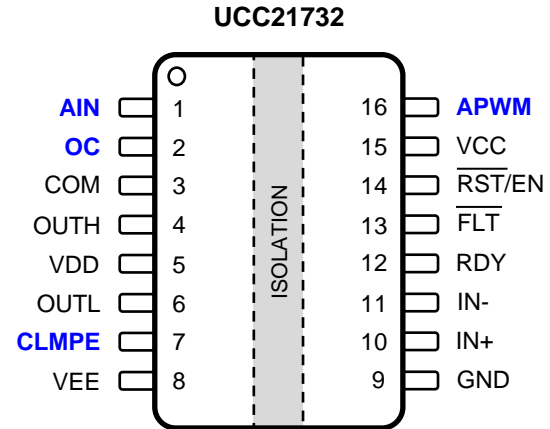 UCC21732
AIN 1 16 APWM
OC 2 15 VCC
COM 3 14 RST/EN
OUTH 4 13 FLT
VDD 5 12 RDY
OUTL 6 11 IN-
CLMPE 7 10 IN+
VEE 8 9 GND
ISOLATION